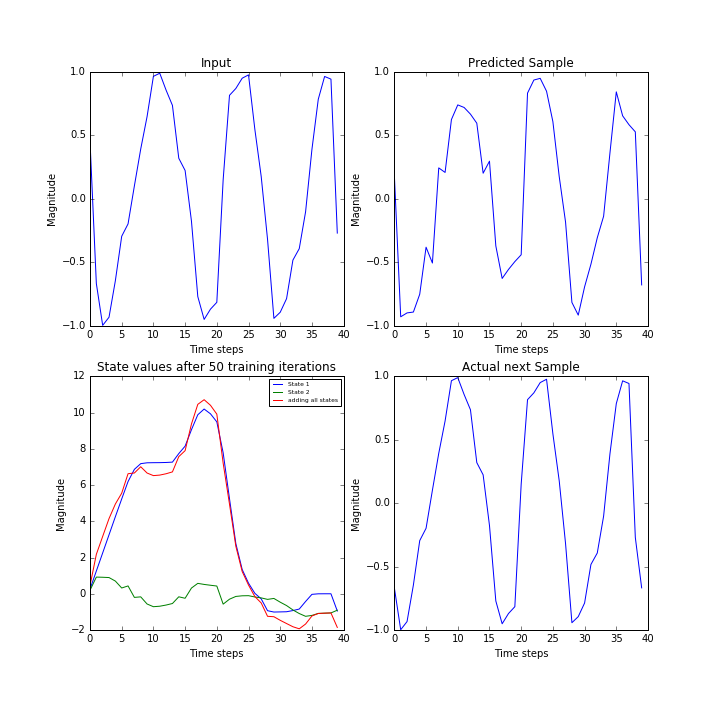 Input
Magnitude
1.0
0.5
0.0
−0.5
−1.0
0 5 10 15 20 25 30 35 40
Time steps
Predicted Sample
Magnitude
1.0
0.5
0.0
−0.5
−1.0
0 5 10 15 20 25 30 35 40
Time steps
State values after 50 training iterations
Magnitude
12
10
8
6
4
2
0
−2
0 5 10 15 20 25 30 35 40
Time steps
State 1
State 2
adding all states
Actual next Sample
Magnitude
1.0
0.5
0.0
−0.5
−1.0
0 5 10 15 20 25 30 35 40
Time steps